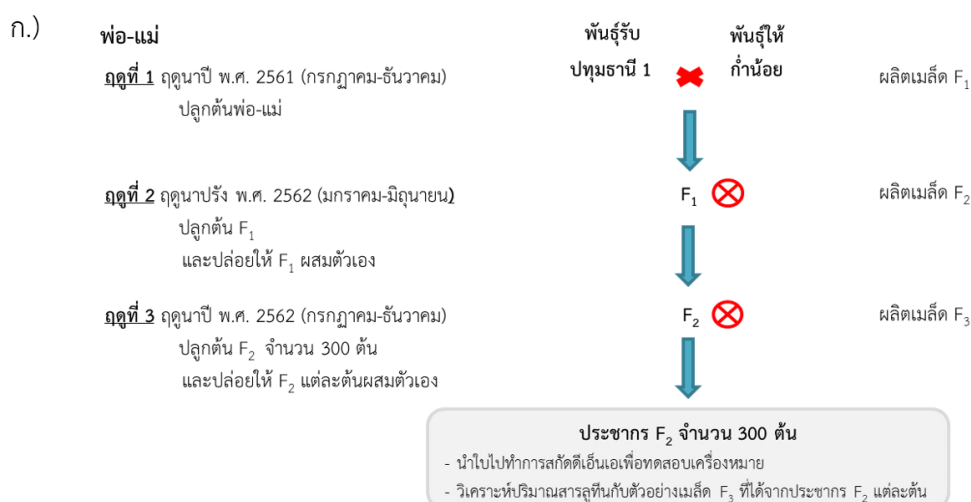 ก.)
พ่อ-แม่
พันธุ์รับ พันธุ์ให้
ปทุมธานี 1 ก่ำน้อย
ฤดูที่ 1 ฤดูนาปี พ.ศ. 2561 (กรกฏาคม-ธันวาคม) ผลิตเมล็ด F₁
ปลูกต้นพ่อ-แม่
ฤดูที่ 2 ฤดูนาปรัง พ.ศ. 2562 (มกราคม-มิถุนายน) F₁ ผลิตเมล็ด F₂
ปลูกต้น F₁
และปล่อยให้ F₁ ผสมตัวเอง
ฤดูที่ 3 ฤดูนาปี พ.ศ. 2562 (กรกฏาคม-ธันวาคม) F₂ ผลิตเมล็ด F₃
ปลูกต้น F₂ จำนวน 300 ต้น
และปล่อยให้ F₂ แต่ละต้นผสมตัวเอง
ประชากร F₂ จำนวน 300 ต้น
- นำใบไปทำการสกัดดีเอ็นเอเพื่อทดสอบเครื่องหมาย
- วิเคราะห์ปริมาณสารลูทีนกับตัวอย่างเมล็ด F₃ ที่ได้จากประชากร F₂ แต่ละต้น